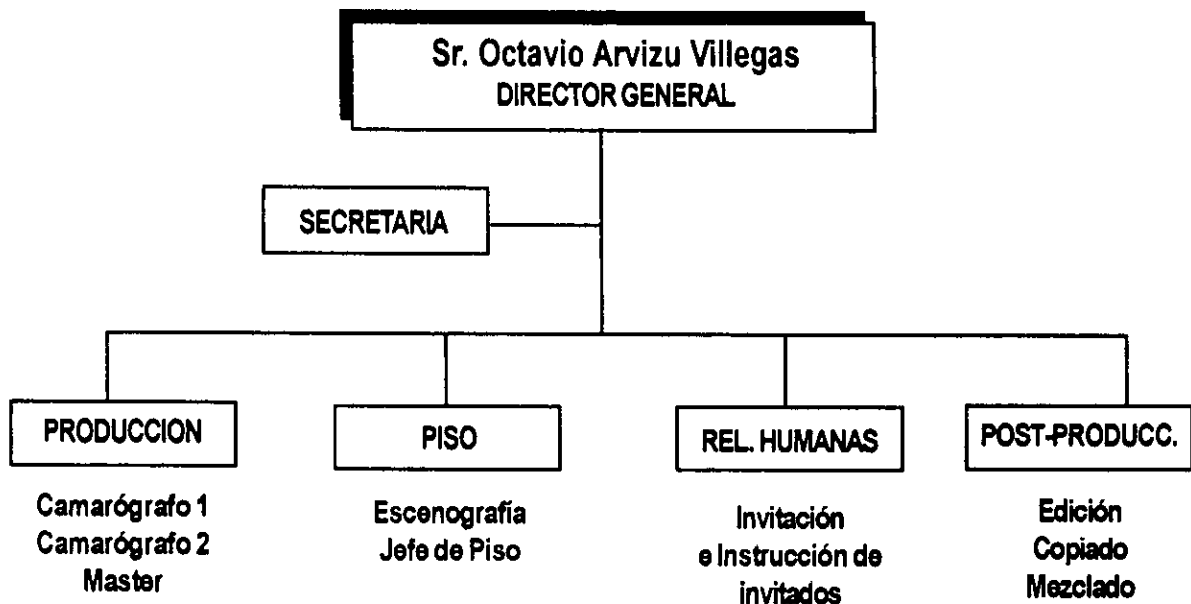 Sr. Octavio Arvizu Villegas
DIRECTOR GENERAL
SECRETARIA
PRODUCCION
Camarógrafo 1
Camarógrafo 2
Master
PISO
Escenografía
Jefe de Piso
REL. HUMANAS
Invitación
e Instrucción de
invitados
POST-PRODUCC.
Edición
Copiado
Mezclado